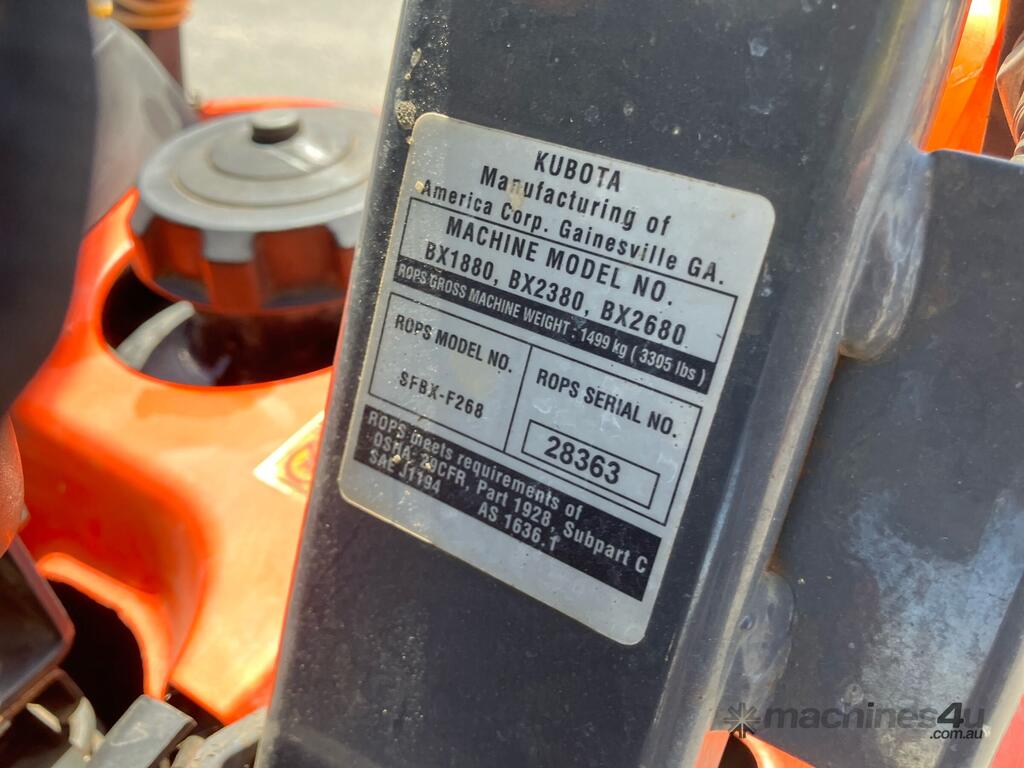 KUBOTA
Manufacturing of
America Corp. Gainesville GA.
MACHINE MODEL NO.
BX1880, BX2380, BX2680
ROPS GROSS MACHINE WEIGHT : 1499 kg ( 3305 lbs )
ROPS MODEL NO.
SFBX-F268
ROPS SERIAL NO.
28363
ROPS meets requirements of
OSHA 29CFR, Part 1928, Subpart C
SAE J1194 AS 1636.1
machines4u
.com.au